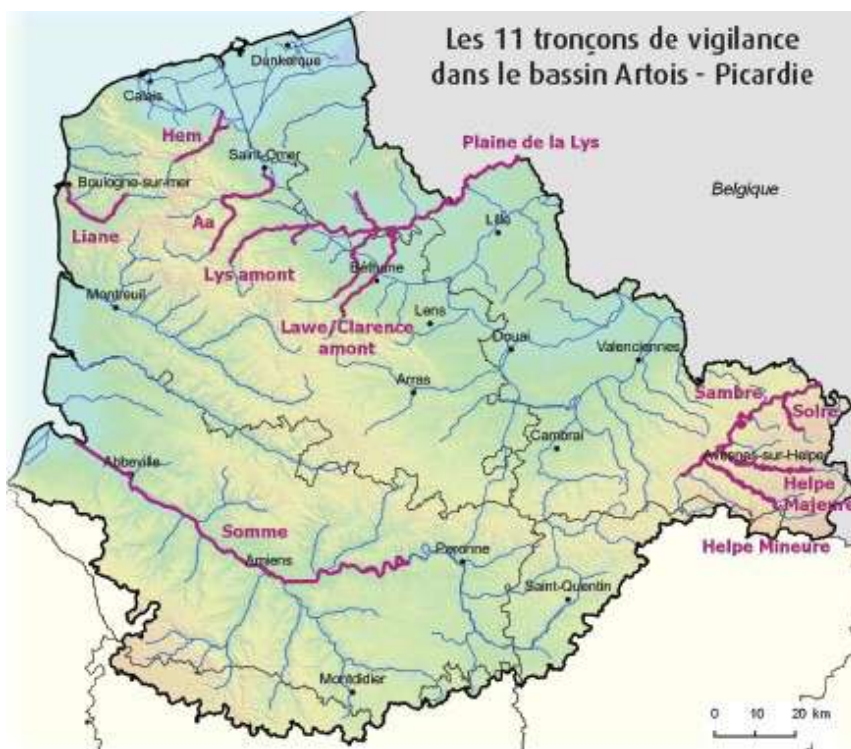 Les 11 tronçons de vigilance
dans le bassin Artois - Picardie
Dunkerque
Calais
Hem
Saint-Omer
Plaine de la Lys
Boulogne-sur-mer
Belgique
Liane
Aa
Lille
Lys amont
Béthune
Montreuil
Lens
Lawe/Clarence
amont
Douai
Valenciennes
Arras
Sambre
Solre
Cambrai
Avesnes-sur-Helpe
Abbeville
Helpe
Majeure
Somme
Helpe Mineure
Amiens
Péronne
Saint-Quentin
Montdidier
0 10 20 km